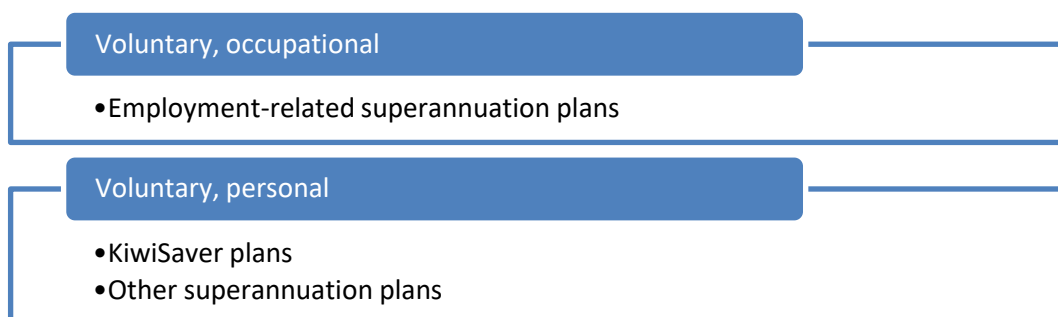 Voluntary, occupational
•Employment-related superannuation plans
Voluntary, personal
•KiwiSaver plans
•Other superannuation plans